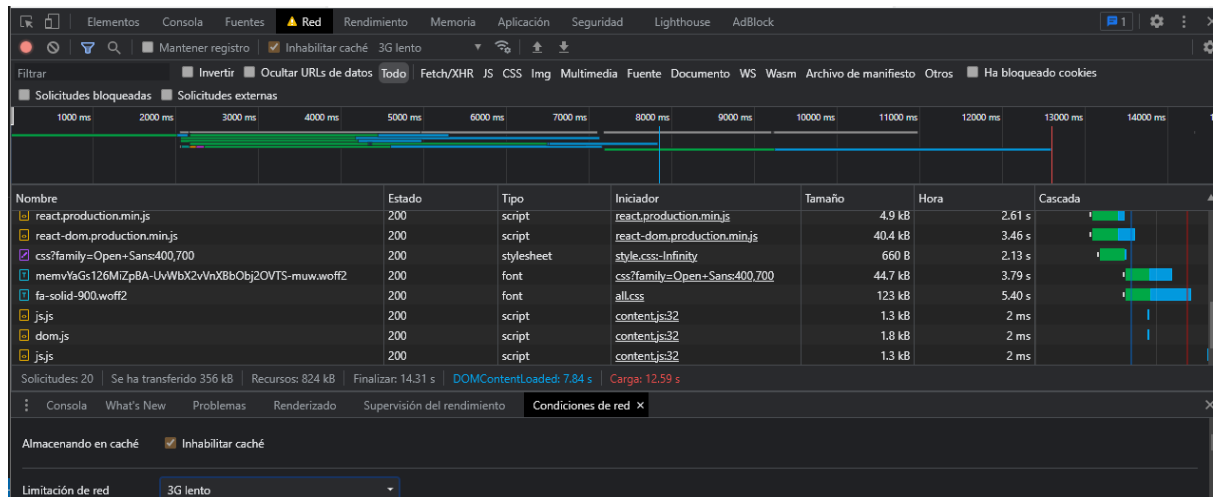 Elementos Consola Fuentes Red Rendimiento Memoria Aplicación Seguridad Lighthouse AdBlock 1
Mantener registro Inhabilitar caché 3G lento
Filtrar Invertir Ocultar URLs de datos Todo Fetch/XHR JS CSS Img Multimedia Fuente Documento WS Wasm Archivo de manifiesto Otros Ha bloqueado cookies
Solicitudes bloqueadas Solicitudes externas
1000 ms 2000 ms 3000 ms 4000 ms 5000 ms 6000 ms 7000 ms 8000 ms 9000 ms 10000 ms 11000 ms 12000 ms 13000 ms 14000 ms
Nombre Estado Tipo Iniciador Tamaño Hora Cascada
react.production.min.js 200 script react.production.min.js 4.9 kB 2.61 s
react-dom.production.min.js 200 script react-dom.production.min.js 40.4 kB 3.46 s
css?family=Open+Sans:400,700 200 stylesheet style.css:-Infinity 660 B 2.13 s
memvYaGs126MiZpBA-UvWbX2vVnXBbObj2OVTS-muw.woff2 200 font css?family=Open+Sans:400,700 44.7 kB 3.79 s
fa-solid-900.woff2 200 font all.css 123 kB 5.40 s
js.js 200 script content.js:32 1.3 kB 2 ms
dom.js 200 script content.js:32 1.8 kB 2 ms
js.js 200 script content.js:32 1.3 kB 2 ms
Solicitudes: 20 Se ha transferido 356 kB Recursos: 824 kB Finalizar: 14.31 s DOMContentLoaded: 7.84 s Carga: 12.59 s
Consola What's New Problemas Renderizado Supervisión del rendimiento Condiciones de red
Almacenando en caché Inhabilitar caché
Limitación de red 3G lento